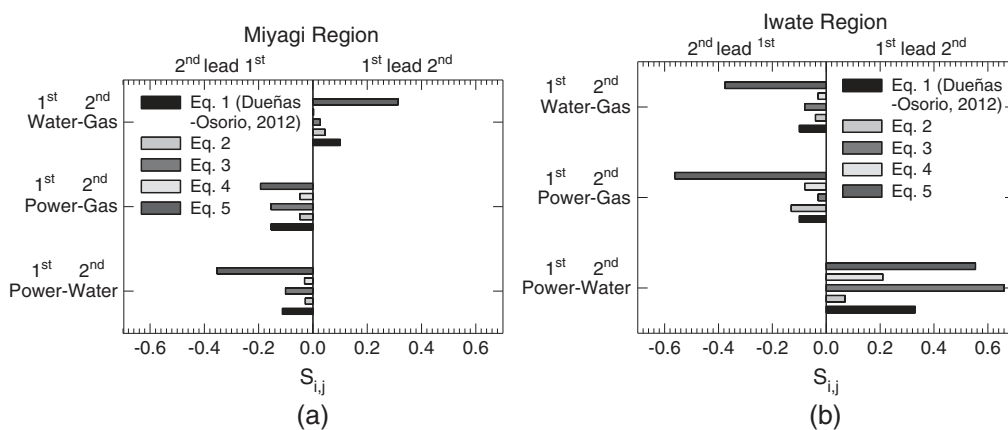 Miyagi Region
2nd lead 1st 1st lead 2nd
1st 2nd
Water-Gas
1st 2nd
Power-Gas
1st 2nd
Power-Water
Eq. 1 (Dueñas
-Osorio, 2012)
Eq. 2
Eq. 3
Eq. 4
Eq. 5
-0.6 -0.4 -0.2 0.0 0.2 0.4 0.6
Si,j
(a)
Iwate Region
2nd lead 1st 1st lead 2nd
1st 2nd
Water-Gas
1st 2nd
Power-Gas
1st 2nd
Power-Water
Eq. 1 (Dueñas
-Osorio, 2012)
Eq. 2
Eq. 3
Eq. 4
Eq. 5
-0.6 -0.4 -0.2 0.0 0.2 0.4 0.6
Si,j
(b)